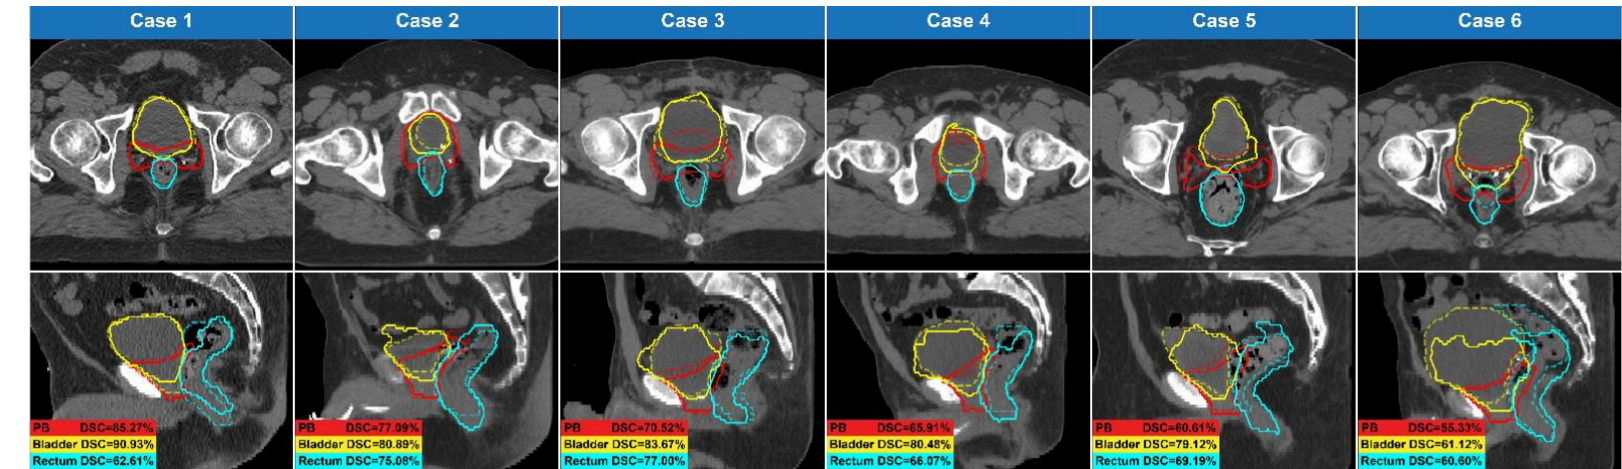 Case 1
Case 2
Case 3
Case 4
Case 5
Case 6
PB DSC=85.27%
Bladder DSC=90.93%
Rectum DSC=62.61%
PB DSC=77.09%
Bladder DSC=80.89%
Rectum DSC=75.08%
PB DSC=70.52%
Bladder DSC=83.67%
Rectum DSC=77.00%
PB DSC=65.91%
Bladder DSC=80.48%
Rectum DSC=66.07%
PB DSC=60.61%
Bladder DSC=79.12%
Rectum DSC=69.19%
PB DSC=55.33%
Bladder DSC=61.12%
Rectum DSC=60.60%